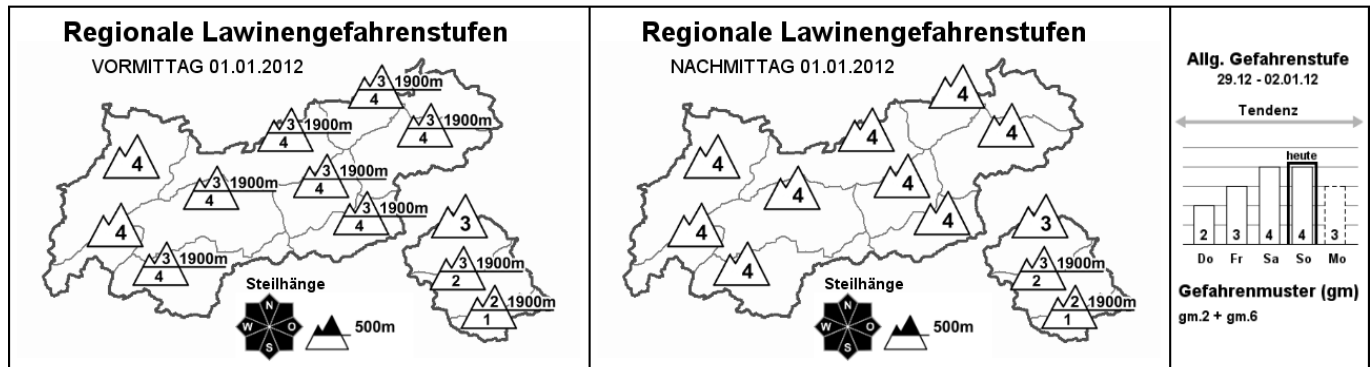 Regionale Lawinengefahrenstufen
VORMITTAG 01.01.2012
3 1900m
4
3 1900m
4
3 1900m
4
4
3 1900m
4
3 1900m
4
3 1900m
4
4
3
3 1900m
4
3 1900m
2
2 1900m
1
Steilhänge
N
W O
S
500m
Regionale Lawinengefahrenstufen
NACHMITTAG 01.01.2012
4
4
4
4
4
4
4
4
3
4
3 1900m
2
2 1900m
1
Steilhänge
N
W O
S
500m
Allg. Gefahrenstufe
29.12 - 02.01.12
Tendenz
heute
2 3 4 4 3
Do Fr Sa So Mo
Gefahrenmuster (gm)
gm.2 + gm.6